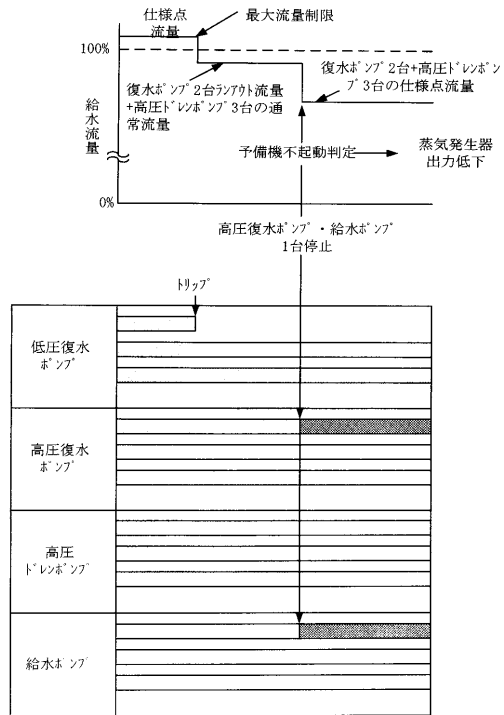 仕様点
流量
最大流量制限
100%
復水ﾎﾟﾝﾌﾟ2台ﾗﾝｱｳﾄ流量
+高圧ﾄﾞﾚﾝﾎﾟﾝﾌﾟ3台の通
常流量
復水ﾎﾟﾝﾌﾟ2台+高圧ﾄﾞﾚﾝﾎﾟﾝ
ﾌﾟ3台の仕様点流量
給水流量
予備機不起動判定
蒸気発生器
出力低下
0%
高圧復水ﾎﾟﾝﾌﾟ・給水ﾎﾟﾝﾌﾟ
1台停止
ﾄﾘｯﾌﾟ
低圧復水
ﾎﾟﾝﾌﾟ
高圧復水
ﾎﾟﾝﾌﾟ
高圧
ﾄﾞﾚﾝﾎﾟﾝﾌﾟ
給水ﾎﾟﾝﾌﾟ